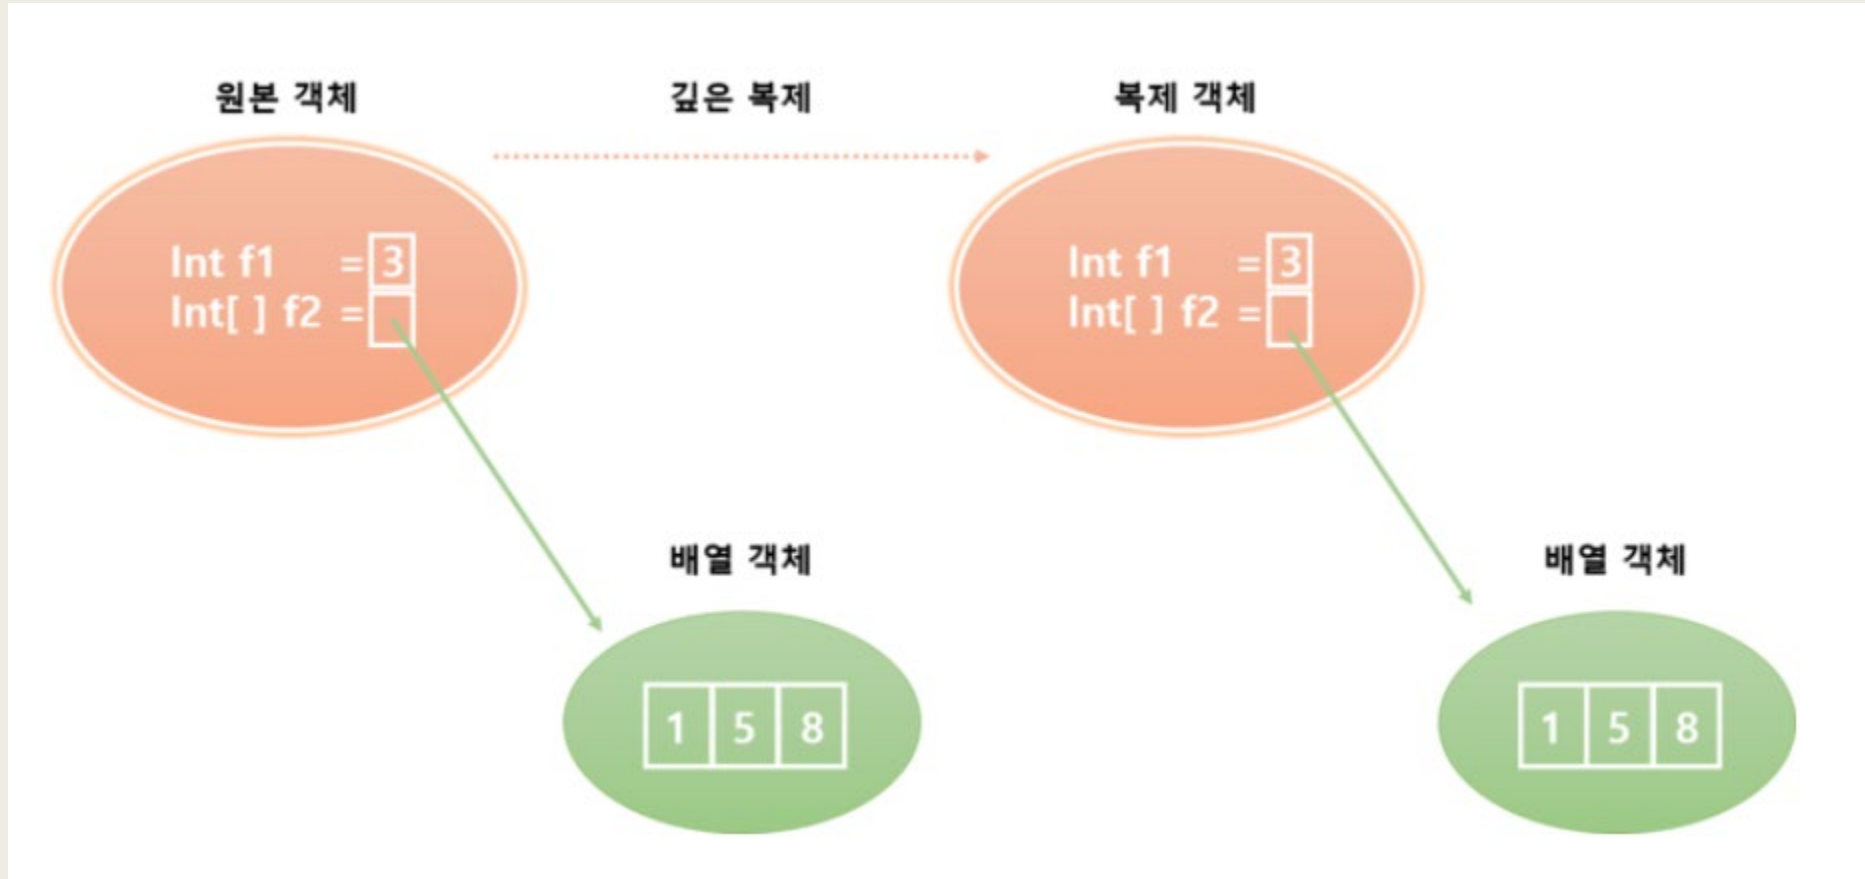 원본 객체
깊은 복제
복제 객체
Int f1 = 3
Int[ ] f2 =
Int f1 = 3
Int[ ] f2 =
배열 객체
배열 객체
1 5 8
1 5 8